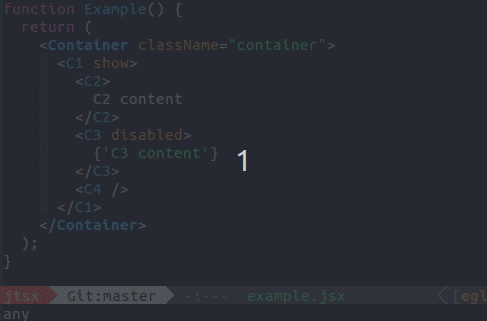 function Example() {
  return (
    <Container className="container">
      <C1 show>
        <C2>
          C2 content
        </C2>
        <C3 disabled>
          {'C3 content'}
        </C3>
        <C4 />
      </C1>
    </Container>
  );
}
1
jtsx Git:master -:--- example.jsx [egl
any